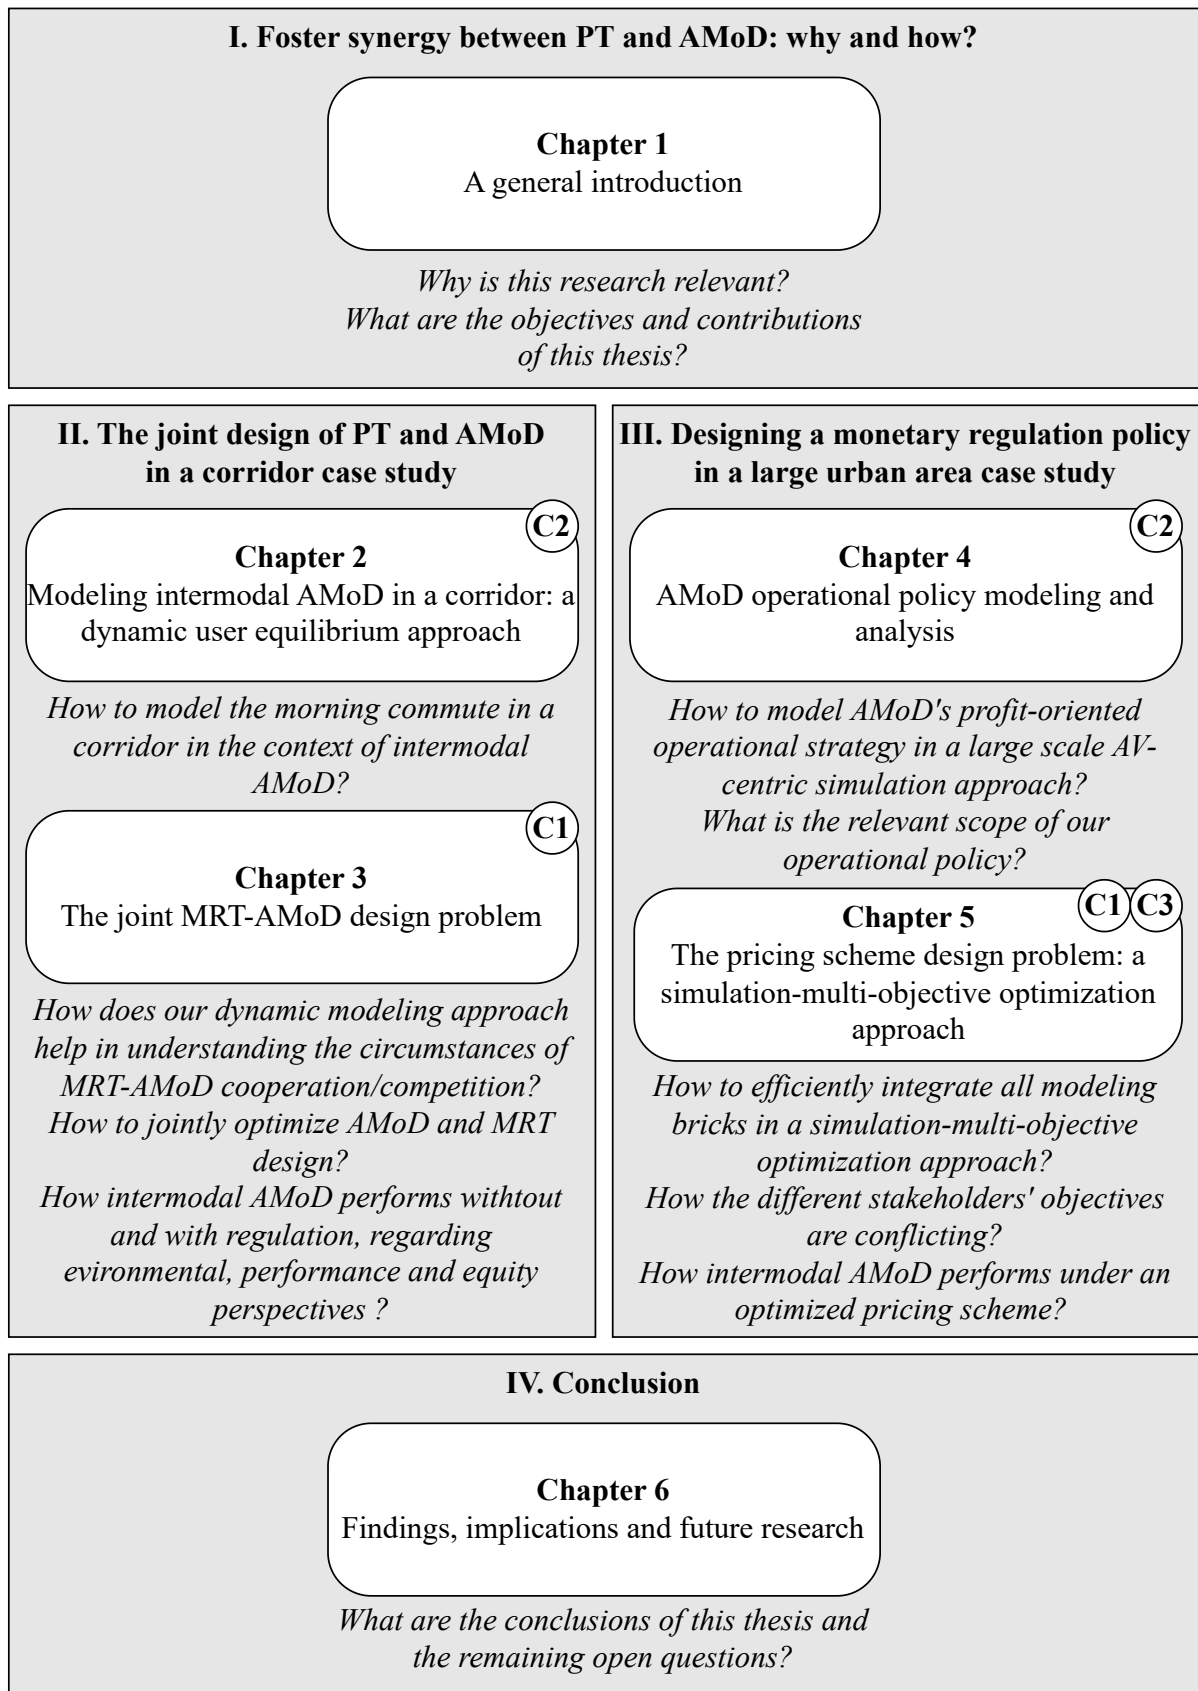 I. Foster synergy between PT and AMoD: why and how?
Chapter 1
A general introduction
Why is this research relevant?
What are the objectives and contributions
of this thesis?
II. The joint design of PT and AMoD
in a corridor case study
C2
Chapter 2
Modeling intermodal AMoD in a corridor: a
dynamic user equilibrium approach
How to model the morning commute in a
corridor in the context of intermodal
AMoD?
C1
Chapter 3
The joint MRT-AMoD design problem
How does our dynamic modeling approach
help in understanding the circumstances of
MRT-AMoD cooperation/competition?
How to jointly optimize AMoD and MRT
design?
How intermodal AMoD performs withtout
and with regulation, regarding
evironmental, performance and equity
perspectives ?
III. Designing a monetary regulation policy
in a large urban area case study
C2
Chapter 4
AMoD operational policy modeling and
analysis
How to model AMoD's profit-oriented
operational strategy in a large scale AV-
centric simulation approach?
What is the relevant scope of our
operational policy?
C1 C3
Chapter 5
The pricing scheme design problem: a
simulation-multi-objective optimization
approach
How to efficiently integrate all modeling
bricks in a simulation-multi-objective
optimization approach?
How the different stakeholders' objectives
are conflicting?
How intermodal AMoD performs under an
optimized pricing scheme?
IV. Conclusion
Chapter 6
Findings, implications and future research
What are the conclusions of this thesis and
the remaining open questions?